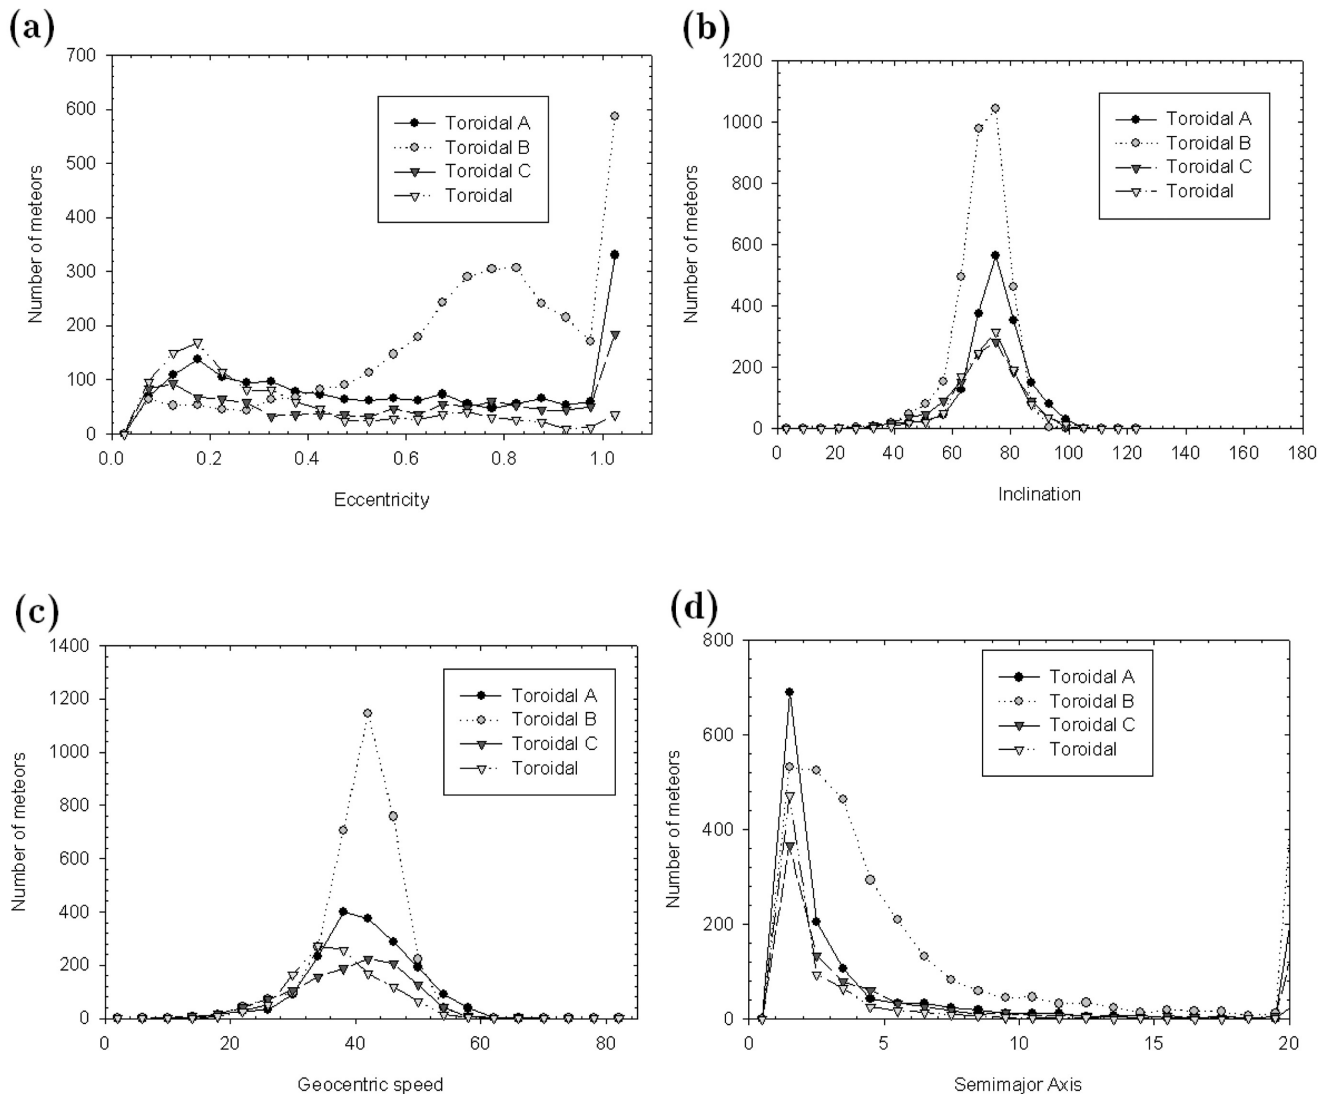 (a)
700
600
500
400
300
200
100
0
Number of meteors
Toroidal A
Toroidal B
Toroidal C
Toroidal
0.0 0.2 0.4 0.6 0.8 1.0
Eccentricity
(b)
1200
1000
800
600
400
200
0
Number of meteors
Toroidal A
Toroidal B
Toroidal C
Toroidal
0 20 40 60 80 100 120 140 160 180
Inclination
(c)
1400
1200
1000
800
600
400
200
0
Number of meteors
Toroidal A
Toroidal B
Toroidal C
Toroidal
0 20 40 60 80
Geocentric speed
(d)
800
600
400
200
0
Number of meteors
Toroidal A
Toroidal B
Toroidal C
Toroidal
0 5 10 15 20
Semimajor Axis